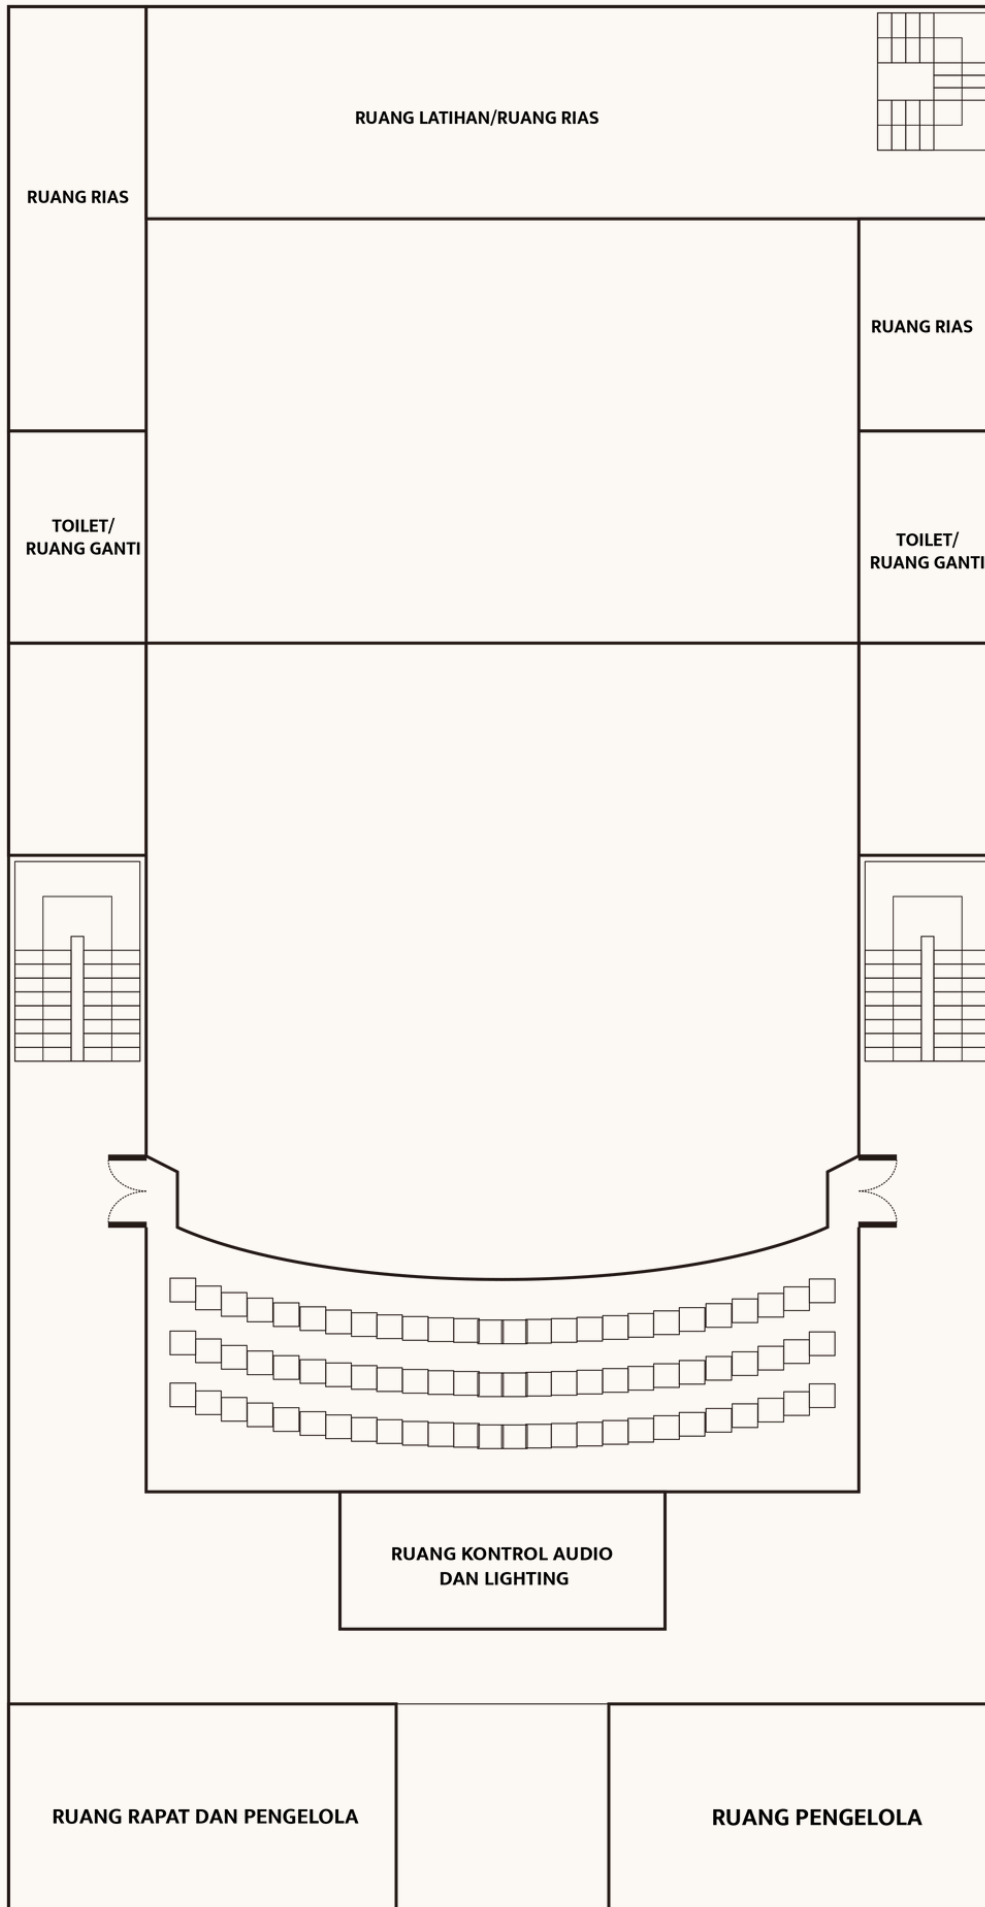 RUANG LATIHAN/RUANG RIAS
RUANG RIAS
RUANG RIAS
TOILET/
RUANG GANTI
TOILET/
RUANG GANTI
RUANG KONTROL AUDIO
DAN LIGHTING
RUANG RAPAT DAN PENGELOLA
RUANG PENGELOLA